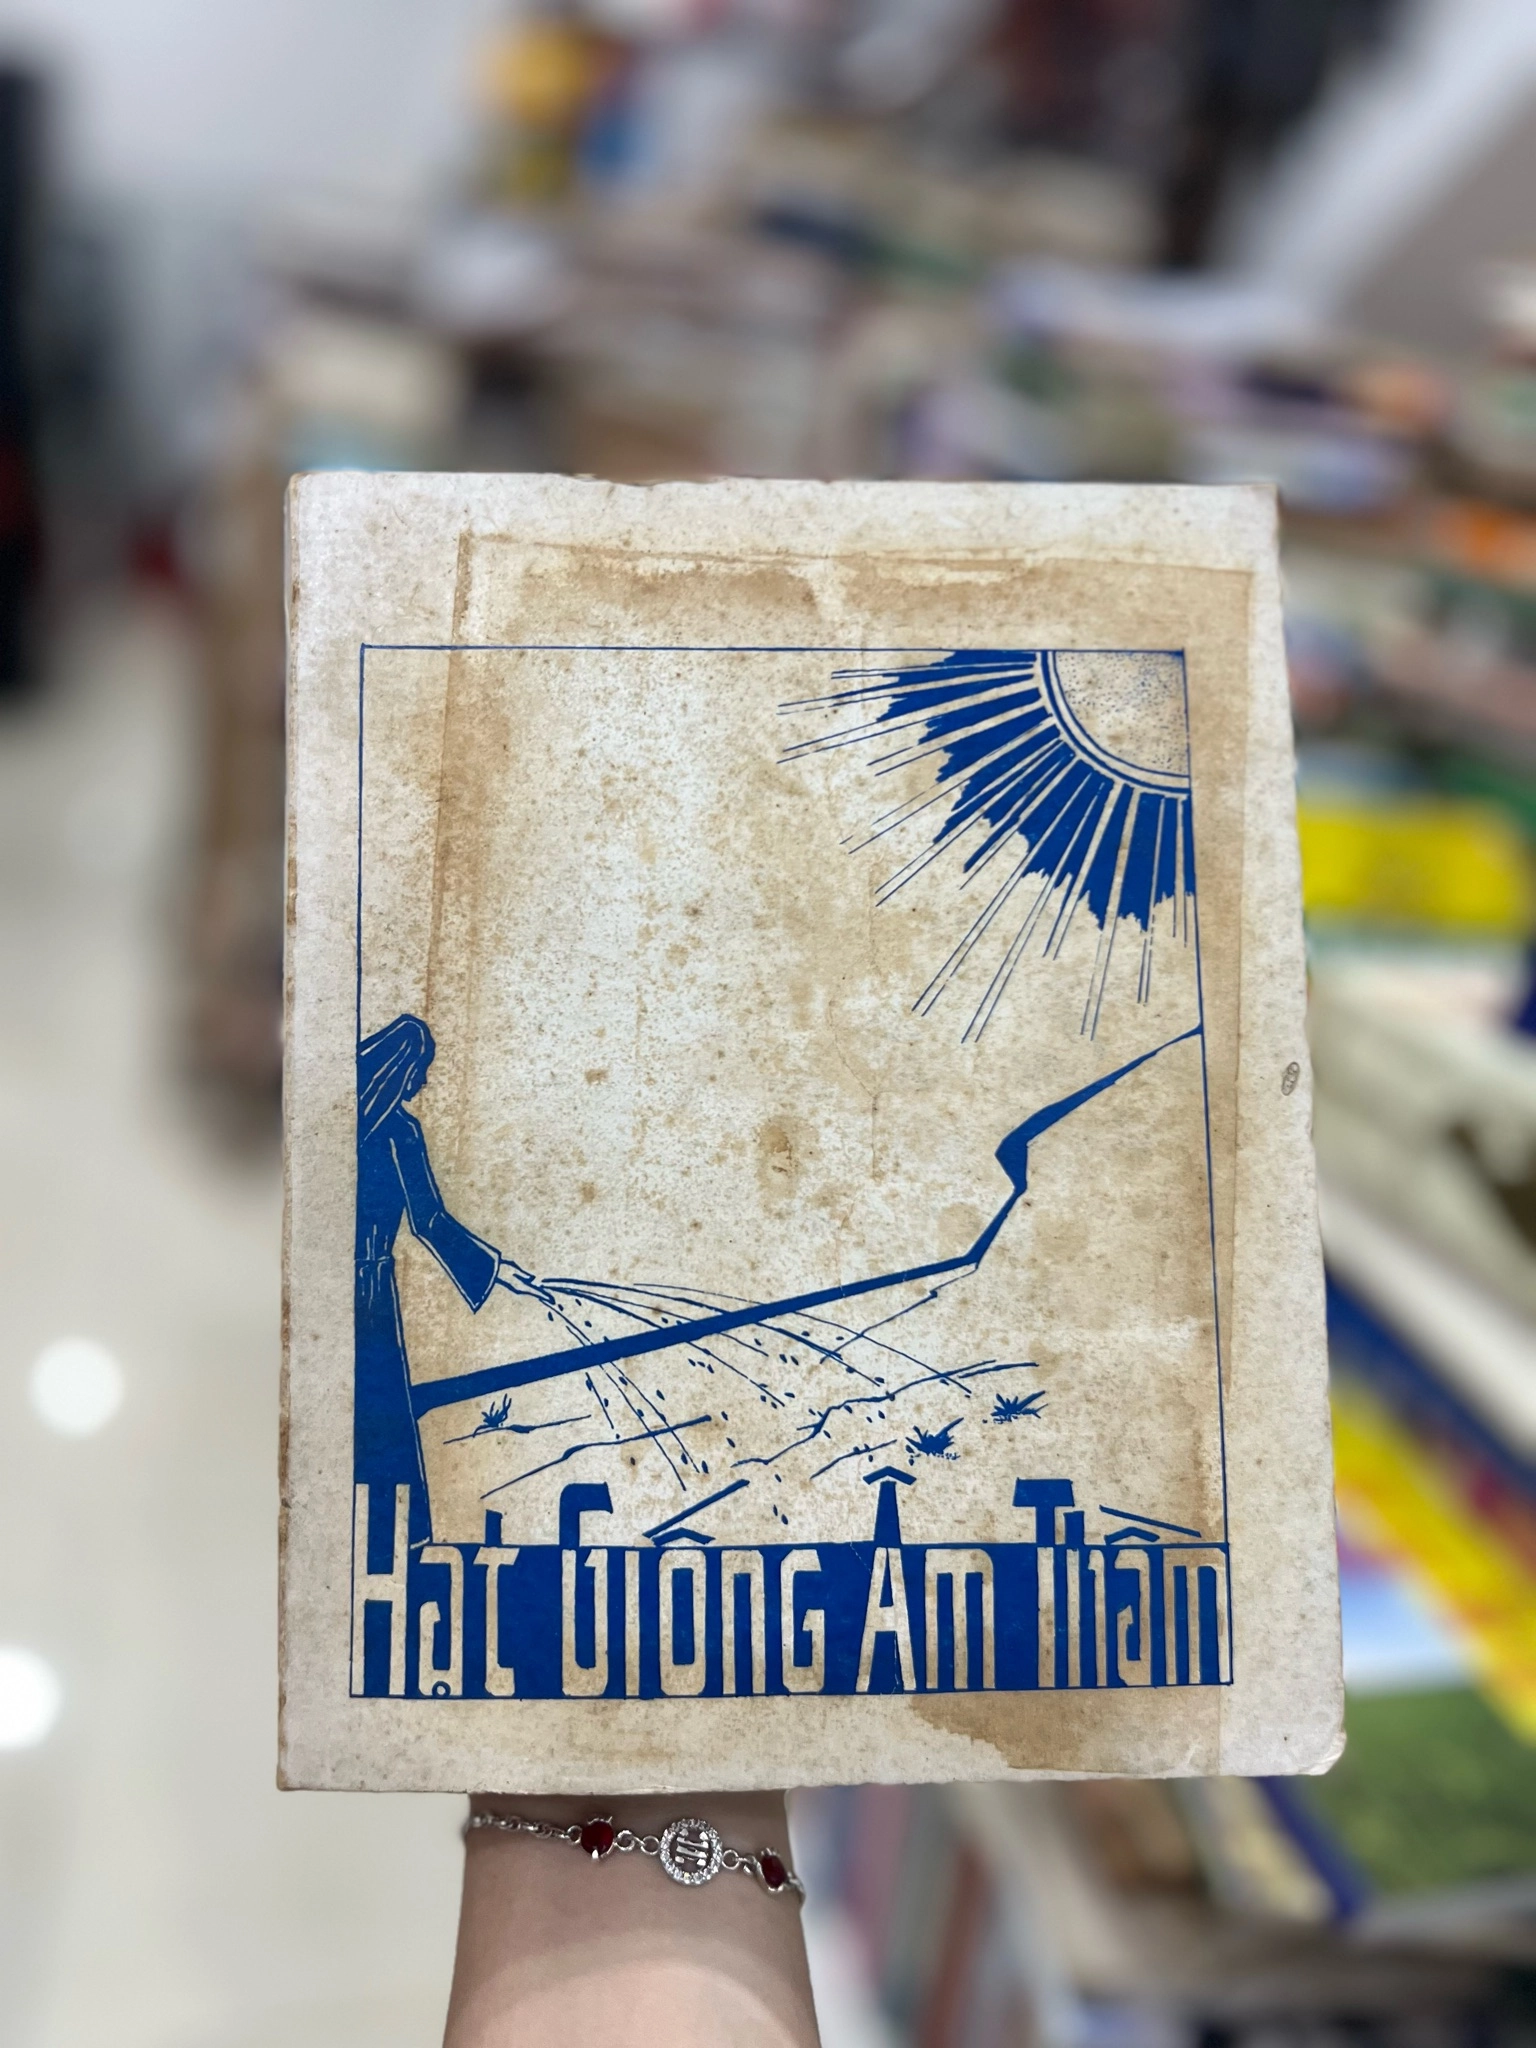 Hạt Giống Âm Thầm